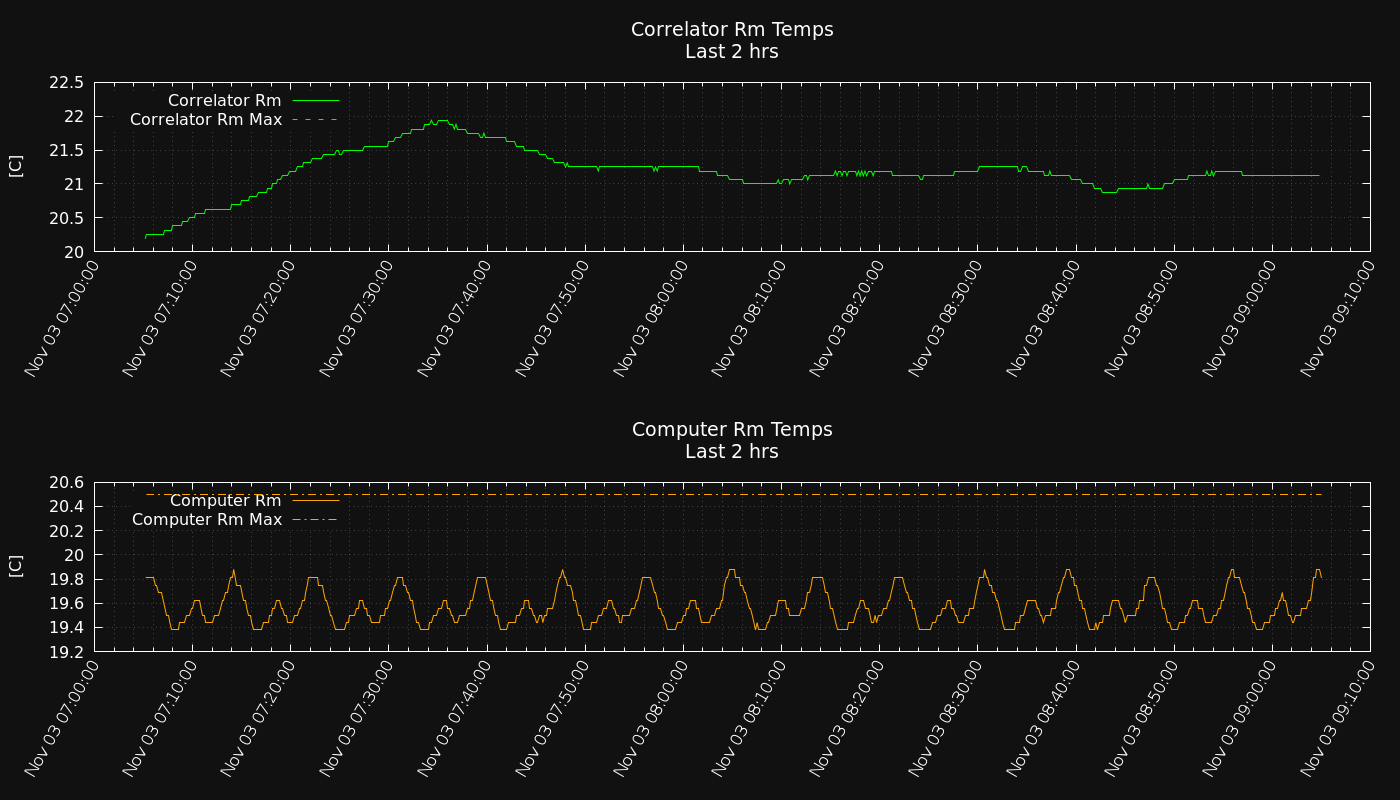 Correlator Rm Temps
Last 2 hrs
22.5
22
21.5
21
20.5
20
[C]
Correlator Rm
Correlator Rm Max
Nov 03 07:00:00
Nov 03 07:10:00
Nov 03 07:20:00
Nov 03 07:30:00
Nov 03 07:40:00
Nov 03 07:50:00
Nov 03 08:00:00
Nov 03 08:10:00
Nov 03 08:20:00
Nov 03 08:30:00
Nov 03 08:40:00
Nov 03 08:50:00
Nov 03 09:00:00
Nov 03 09:10:00
Computer Rm Temps
Last 2 hrs
20.6
20.4
20.2
20
19.8
19.6
19.4
19.2
[C]
Computer Rm
Computer Rm Max
Nov 03 07:00:00
Nov 03 07:10:00
Nov 03 07:20:00
Nov 03 07:30:00
Nov 03 07:40:00
Nov 03 07:50:00
Nov 03 08:00:00
Nov 03 08:10:00
Nov 03 08:20:00
Nov 03 08:30:00
Nov 03 08:40:00
Nov 03 08:50:00
Nov 03 09:00:00
Nov 03 09:10:00